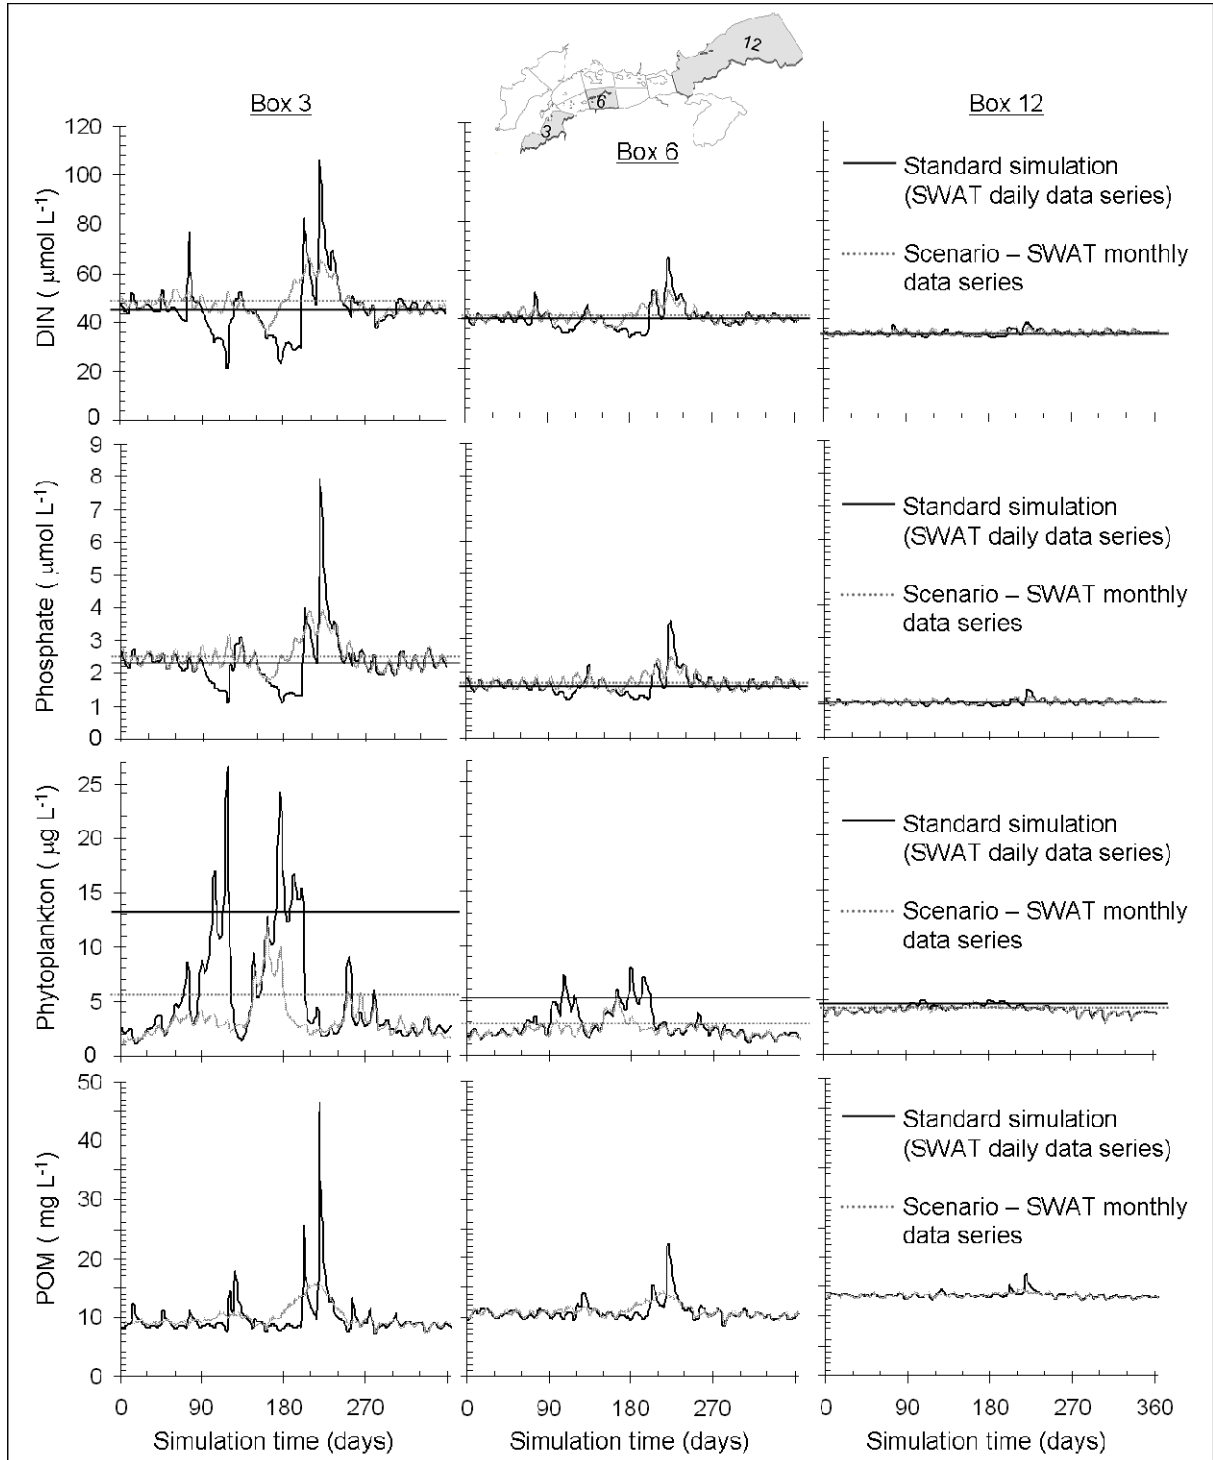 12
6
3
Box 3
Box 6
Box 12
DIN ( µmol L-1)
120
100
80
60
40
20
0
Standard simulation
(SWAT daily data series)
Scenario – SWAT monthly
data series
Phosphate ( µmol L-1)
9
8
7
6
5
4
3
2
1
0
Standard simulation
(SWAT daily data series)
Scenario – SWAT monthly
data series
Phytoplankton ( µg L-1)
25
20
15
10
5
0
Standard simulation
(SWAT daily data series)
Scenario – SWAT monthly
data series
POM ( mg L-1)
50
40
30
20
10
0
Standard simulation
(SWAT daily data series)
Scenario – SWAT monthly
data series
0 90 180 270
0 90 180 270
0 90 180 270 360
Simulation time (days)
Simulation time (days)
Simulation time (days)